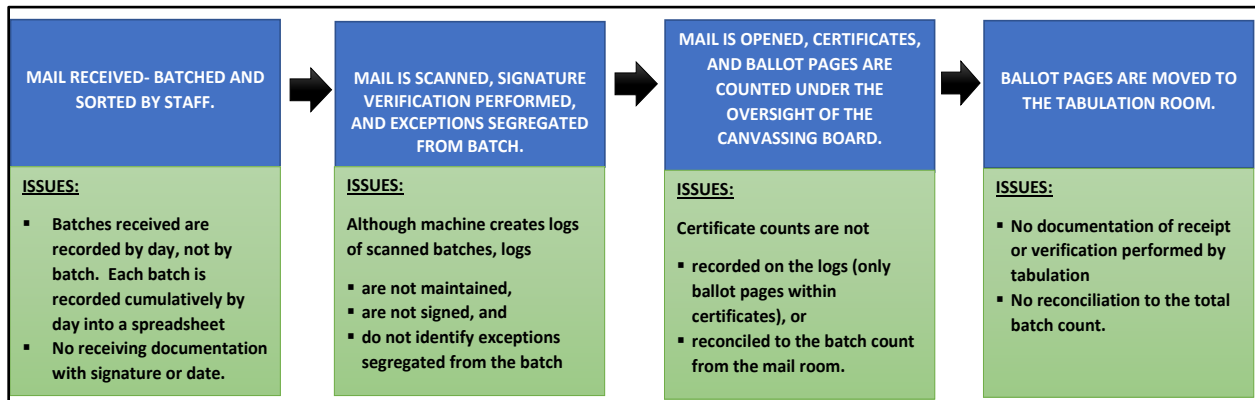 MAIL RECEIVED- BATCHED AND
SORTED BY STAFF.
ISSUES:
▪ Batches received are
recorded by day, not by
batch. Each batch is
recorded cumulatively by
day into a spreadsheet
▪ No receiving documentation
with signature or date.
MAIL IS SCANNED, SIGNATURE
VERIFICATION PERFORMED,
AND EXCEPTIONS SEGREGATED
FROM BATCH.
ISSUES:
Although machine creates logs
of scanned batches, logs
▪ are not maintained,
▪ are not signed, and
▪ do not identify exceptions
segregated from the batch
MAIL IS OPENED, CERTIFICATES,
AND BALLOT PAGES ARE
COUNTED UNDER THE
OVERSIGHT OF THE
CANVASSING BOARD.
ISSUES:
Certificate counts are not
▪ recorded on the logs (only
ballot pages within
certificates), or
▪ reconciled to the batch count
from the mail room.
BALLOT PAGES ARE MOVED TO
THE TABULATION ROOM.
ISSUES:
▪ No documentation of receipt
or verification performed by
tabulation
▪ No reconciliation to the total
batch count.